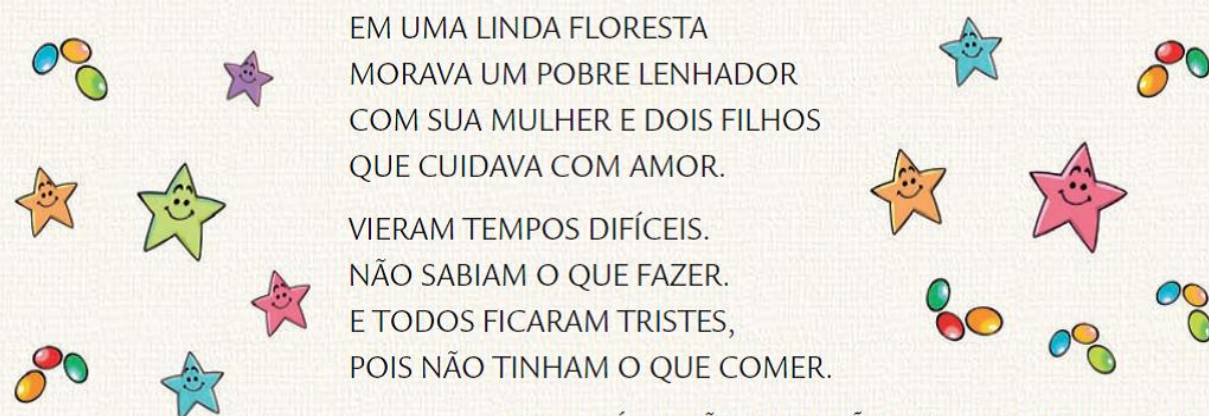 EM UMA LINDA FLORESTA
MORAVA UM POBRE LENHADOR
COM SUA MULHER E DOIS FILHOS
QUE CUIDAVA COM AMOR.
VIERAM TEMPOS DIFÍCEIS.
NÃO SABIAM O QUE FAZER.
E TODOS FICARAM TRISTES,
POIS NÃO TINHAM O QUE COMER.